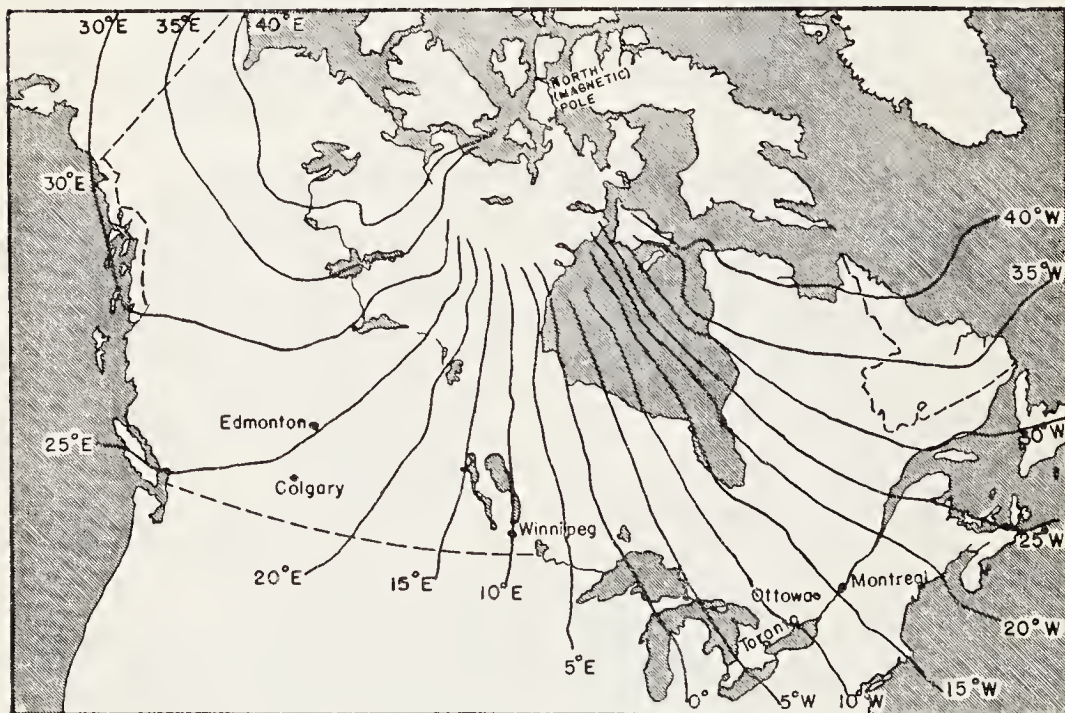 30°E 35°E 40°E
NORTH
(MAGNETIC)
POLE
30°E
40°W
35°W
Edmonton
30°W
25°E
Colgary
Winnipeg
25°W
20°E
15°E
10°E
Ottowa
Montreal
20°W
Toronto
5°E
0°
5°W
10°W
15°W